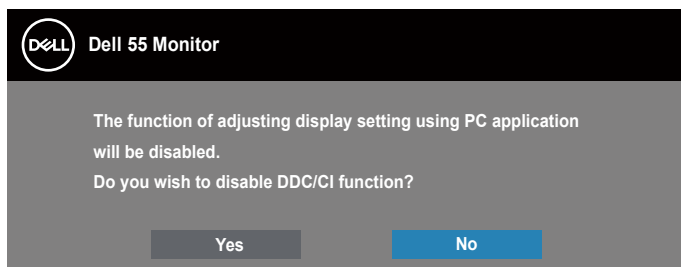 DELL Dell 55 Monitor
The function of adjusting display setting using PC application
will be disabled.
Do you wish to disable DDC/CI function?
Yes No